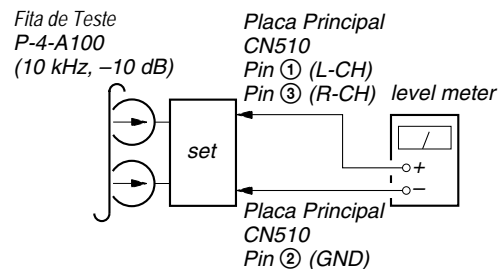 Fita de Teste
P-4-A100
(10 kHz, –10 dB)
Placa Principal
CN510
Pin ① (L-CH)
Pin ③ (R-CH)
level meter
set
+
–
Placa Principal
CN510
Pin ② (GND)